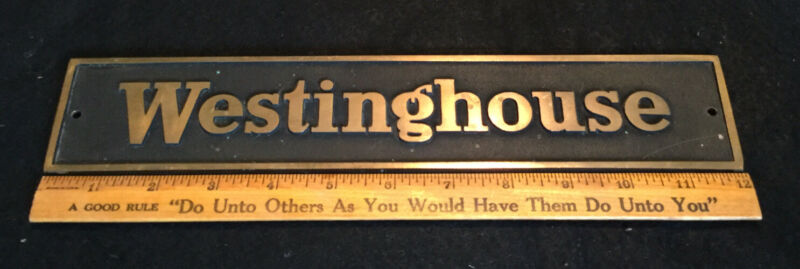 Westinghouse
1 2 3 4 5 6 7 8 9 10 11 12
A GOOD RULE "Do Unto Others As You Would Have Them Do Unto You"